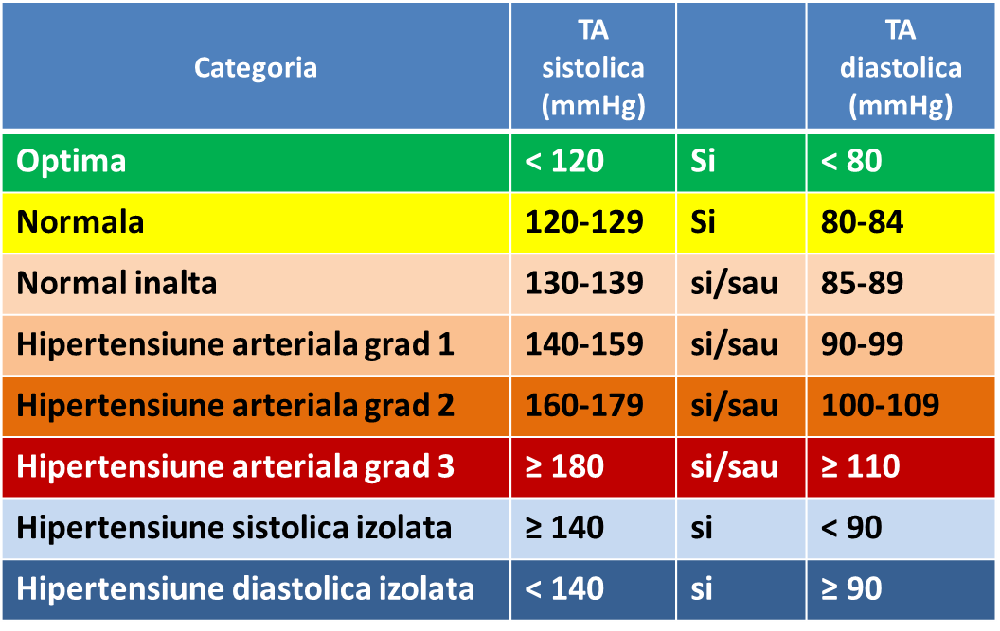 Categoria TA sistolica (mmHg) TA diastolica (mmHg)
Optima < 120 Si < 80
Normala 120-129 Si 80-84
Normal inalta 130-139 si/sau 85-89
Hipertensiune arteriala grad 1 140-159 si/sau 90-99
Hipertensiune arteriala grad 2 160-179 si/sau 100-109
Hipertensiune arteriala grad 3 ≥ 180 si/sau ≥ 110
Hipertensiune sistolica izolata ≥ 140 si < 90
Hipertensiune diastolica izolata < 140 si ≥ 90